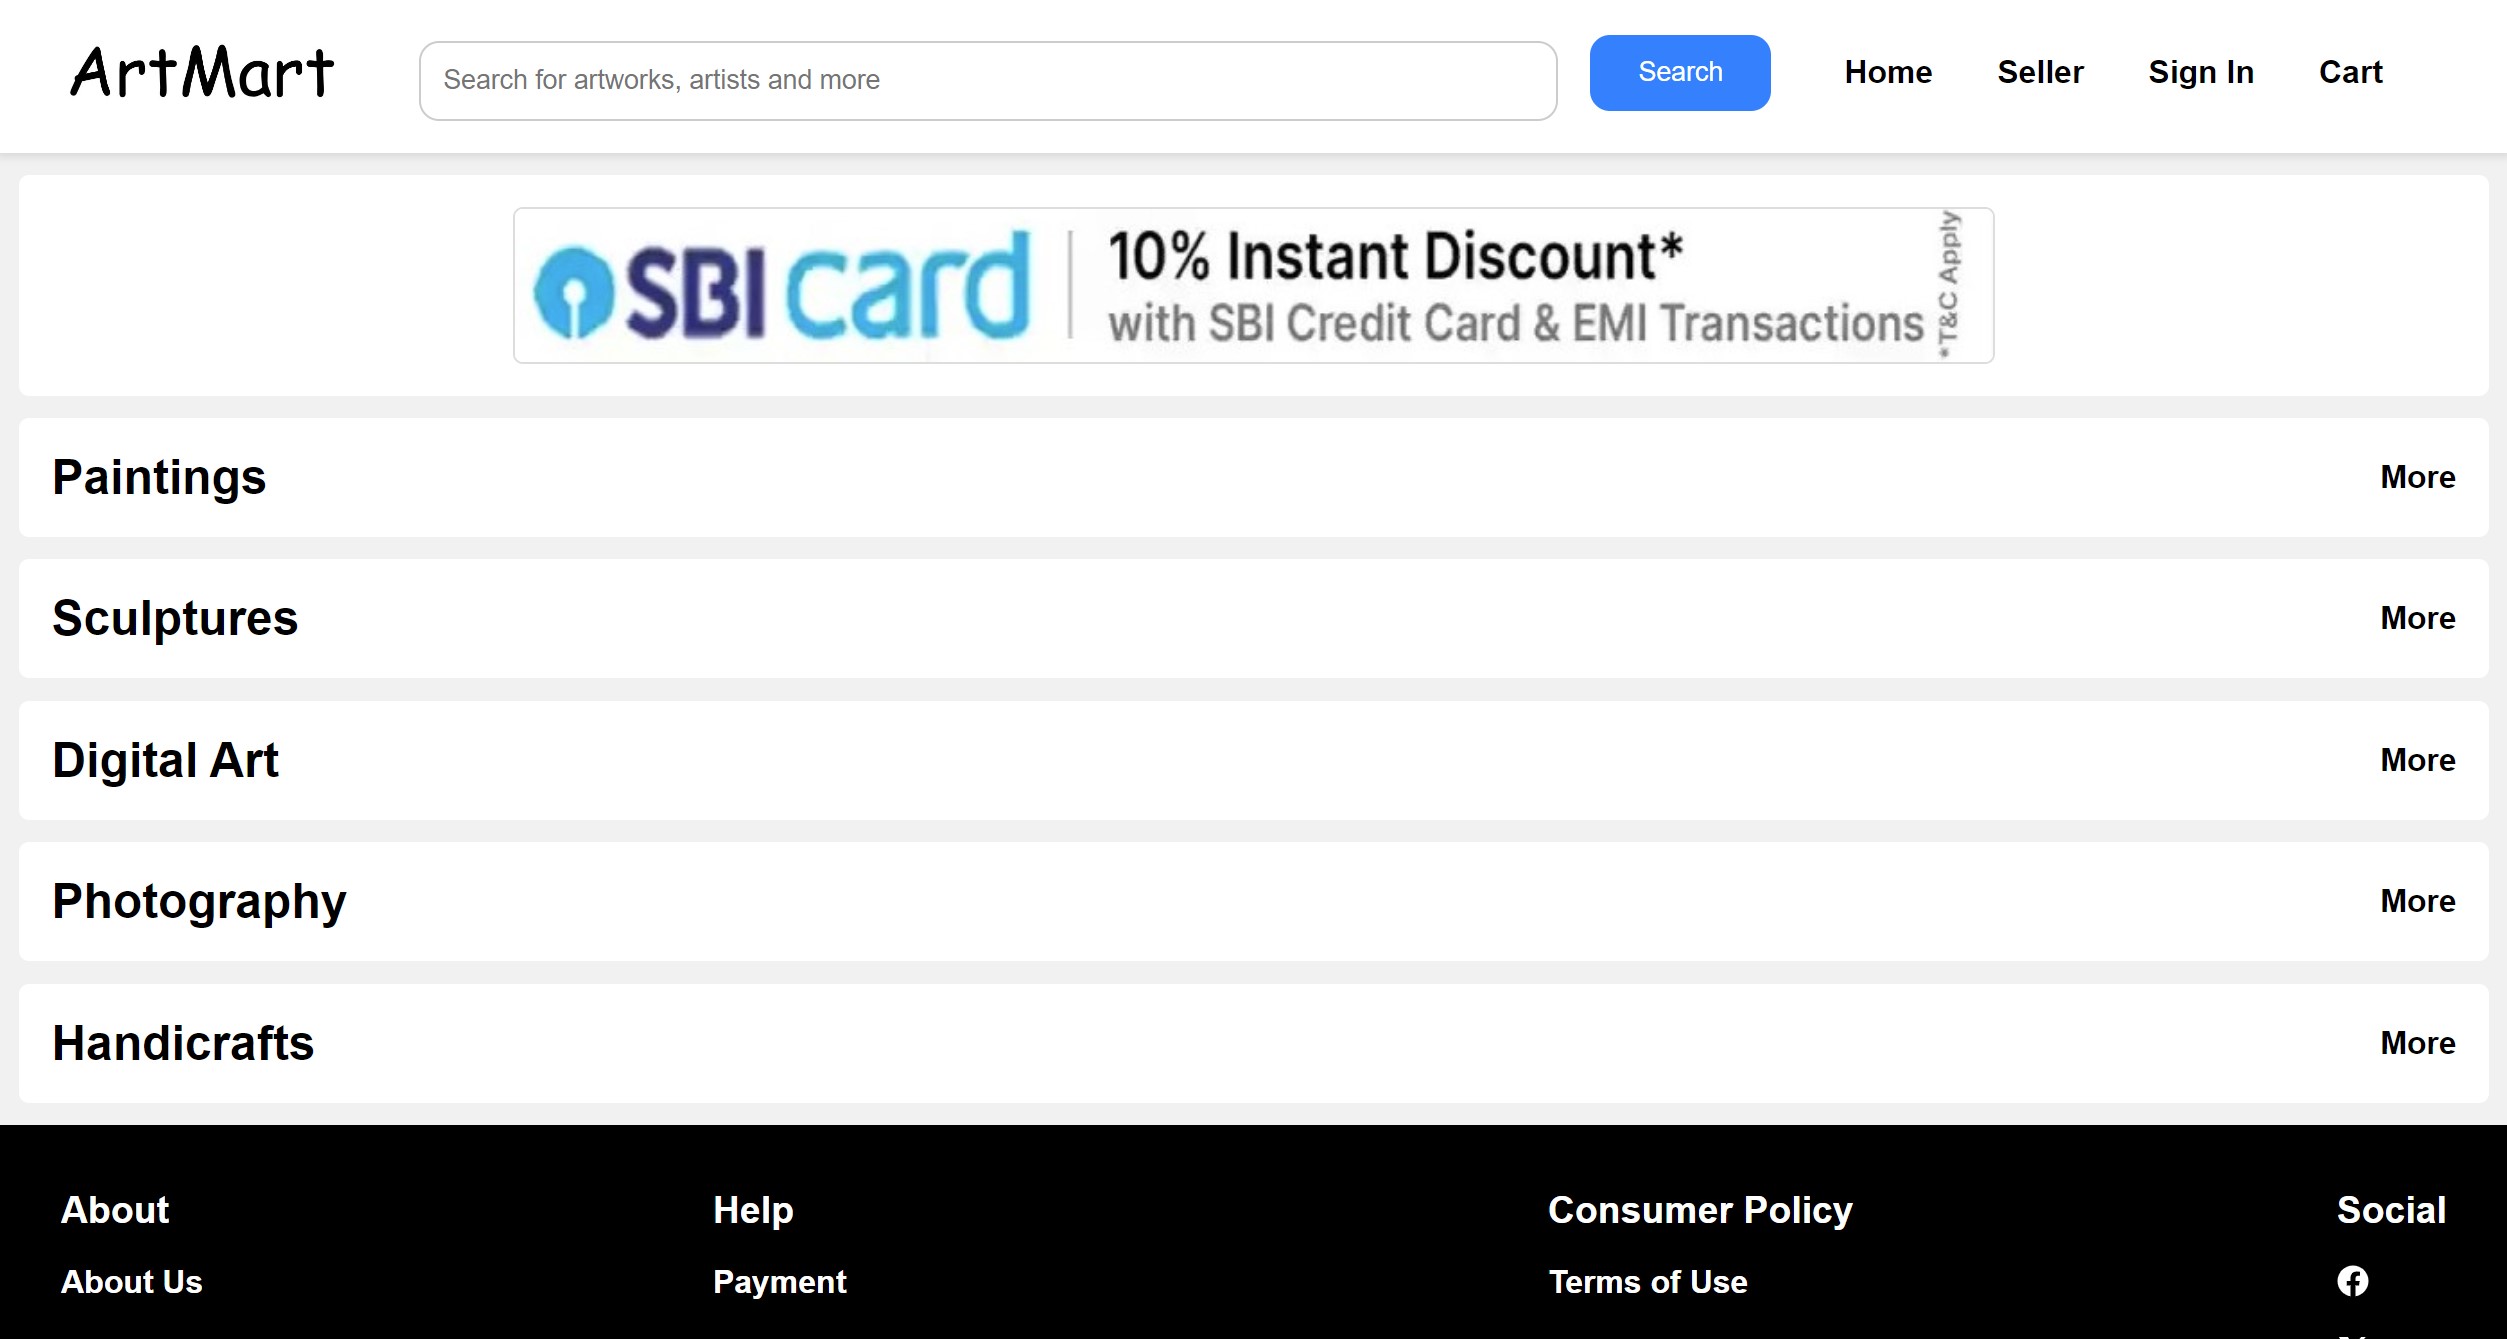 ArtMart
Search for artworks, artists and more
Search
Home
Seller
Sign In
Cart
SBI card
10% Instant Discount*
with SBI Credit Card & EMI Transactions
*T&C Apply
Paintings
More
Sculptures
More
Digital Art
More
Photography
More
Handicrafts
More
About
Help
Consumer Policy
Social
About Us
Payment
Terms of Use